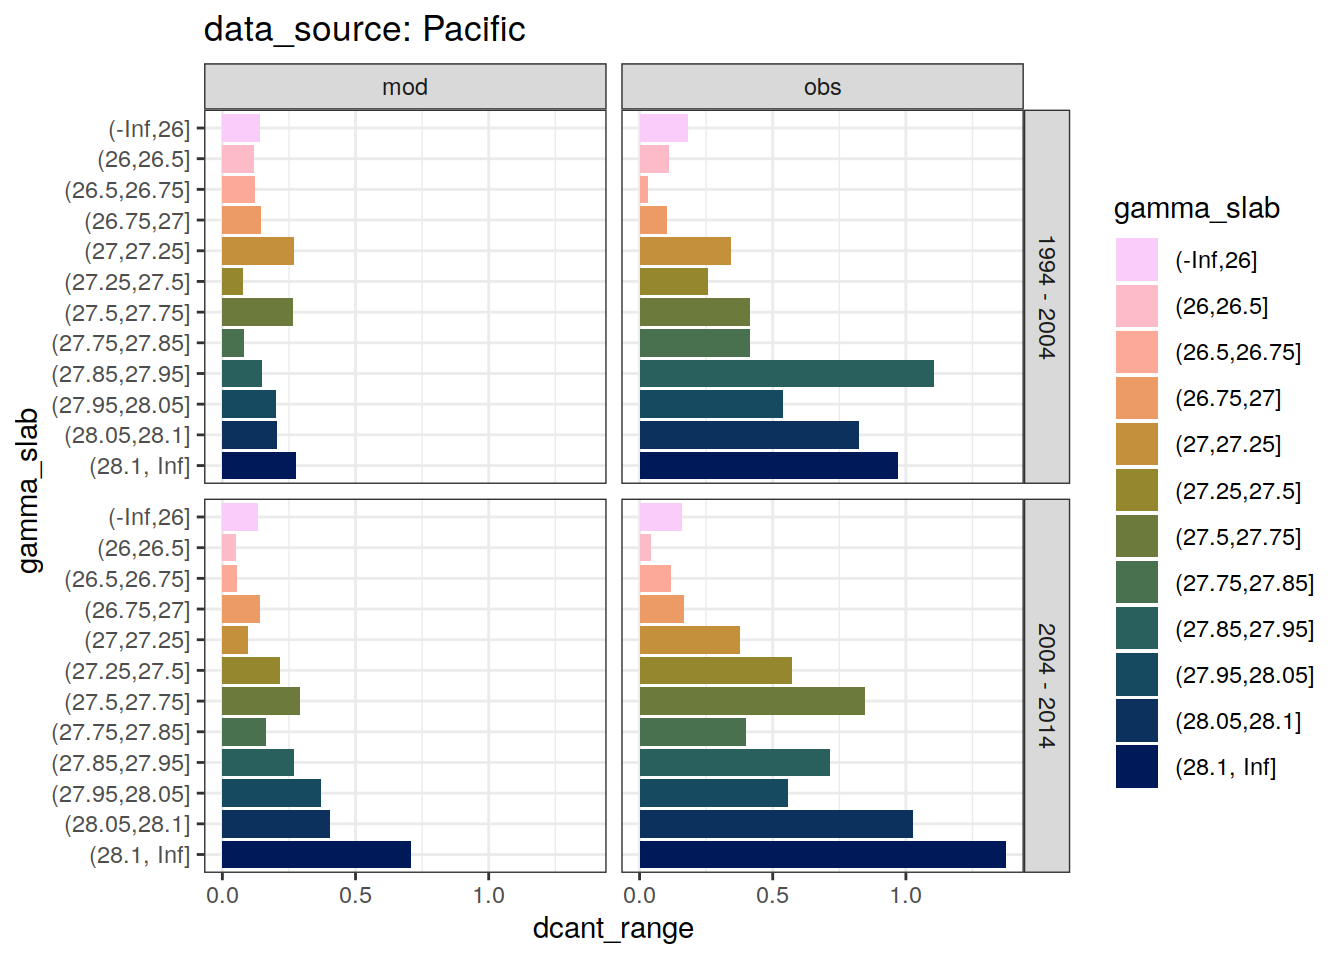 data_source: Pacific
mod
obs
(-Inf,26]
(26,26.5]
(26.5,26.75]
(26.75,27]
(27,27.25]
(27.25,27.5]
(27.5,27.75]
(27.75,27.85]
(27.85,27.95]
(27.95,28.05]
(28.05,28.1]
(28.1, Inf]
1994 - 2004
(-Inf,26]
(26,26.5]
(26.5,26.75]
(26.75,27]
(27,27.25]
(27.25,27.5]
(27.5,27.75]
(27.75,27.85]
(27.85,27.95]
(27.95,28.05]
(28.05,28.1]
(28.1, Inf]
2004 - 2014
gamma_slab
0.0 0.5 1.0
0.0 0.5 1.0
dcant_range
gamma_slab
(-Inf,26]
(26,26.5]
(26.5,26.75]
(26.75,27]
(27,27.25]
(27.25,27.5]
(27.5,27.75]
(27.75,27.85]
(27.85,27.95]
(27.95,28.05]
(28.05,28.1]
(28.1, Inf]